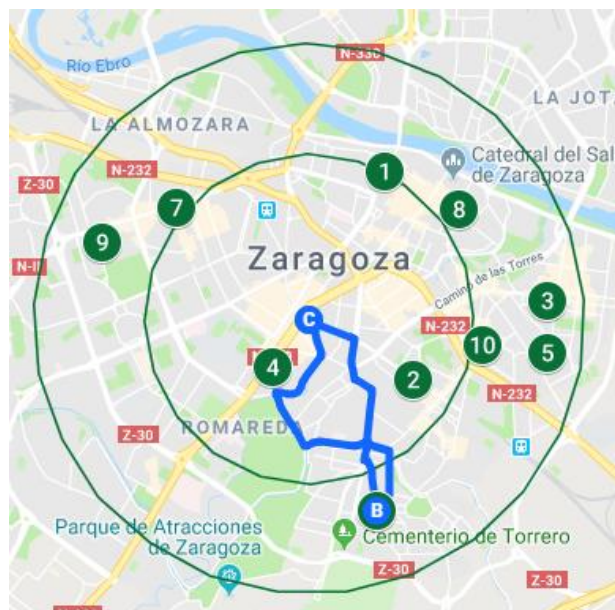 N-330
Río Ebro
LA JOTA
LA ALMOZARA
N-232
Catedral del Sal
de Zaragoza
Z-30
1
7
8
9
N-II
Zaragoza
Camino de las Torres
3
C
N-232
10
5
4
2
N-232
ROMAREDA
Z-30
B
Parque de Atracciones
de Zaragoza
Cementerio de Torrero
Z-30
Z-30